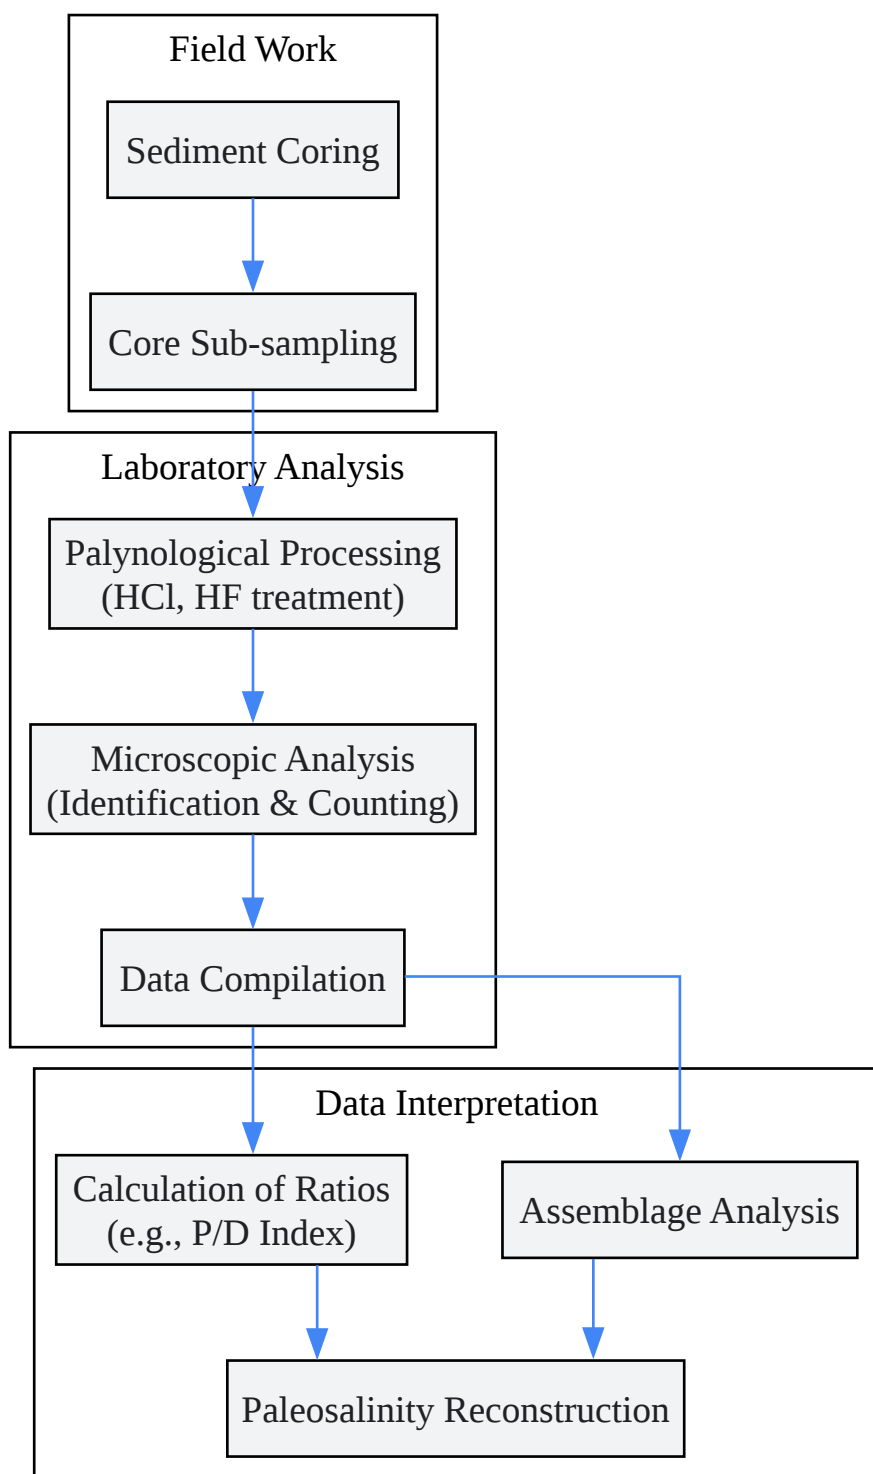 Field Work
Sediment Coring
Core Sub-sampling
Laboratory Analysis
Palynological Processing
(HCl, HF treatment)
Microscopic Analysis
(Identification & Counting)
Data Compilation
Data Interpretation
Calculation of Ratios
(e.g., P/D Index)
Assemblage Analysis
Paleosalinity Reconstruction